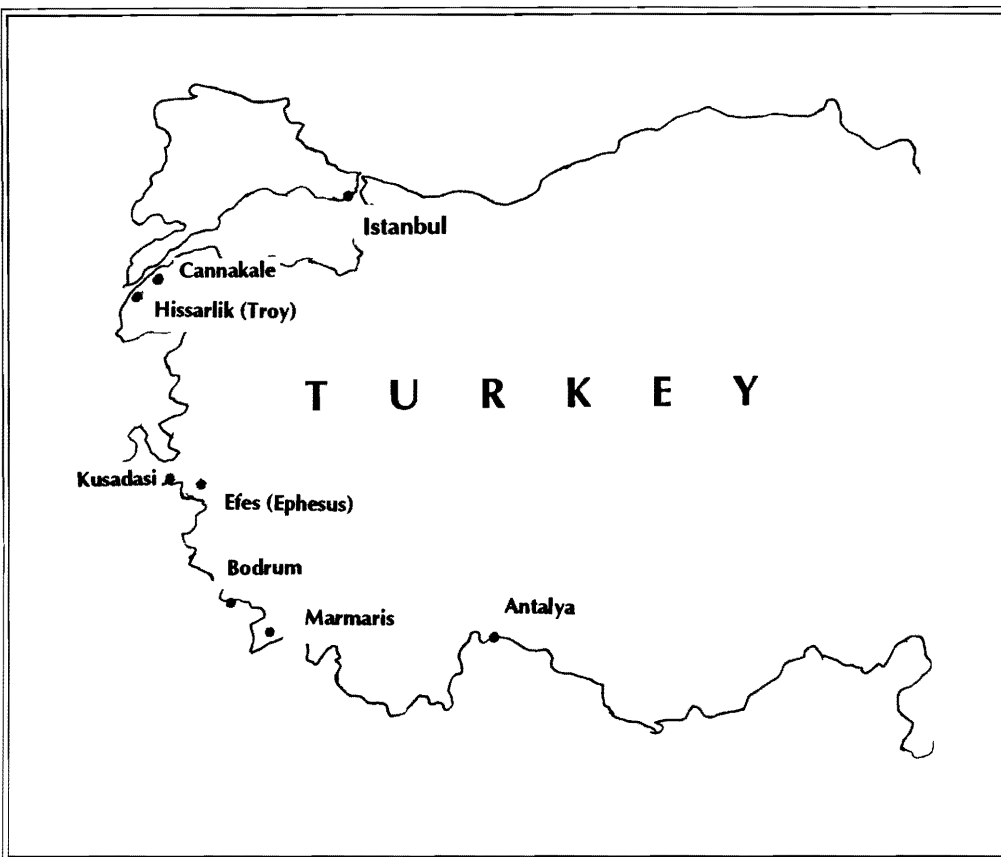 Istanbul
Cannakale
Hissarlik (Troy)
T U R K E Y
Kusadasi
Efes (Ephesus)
Bodrum
Marmaris
Antalya